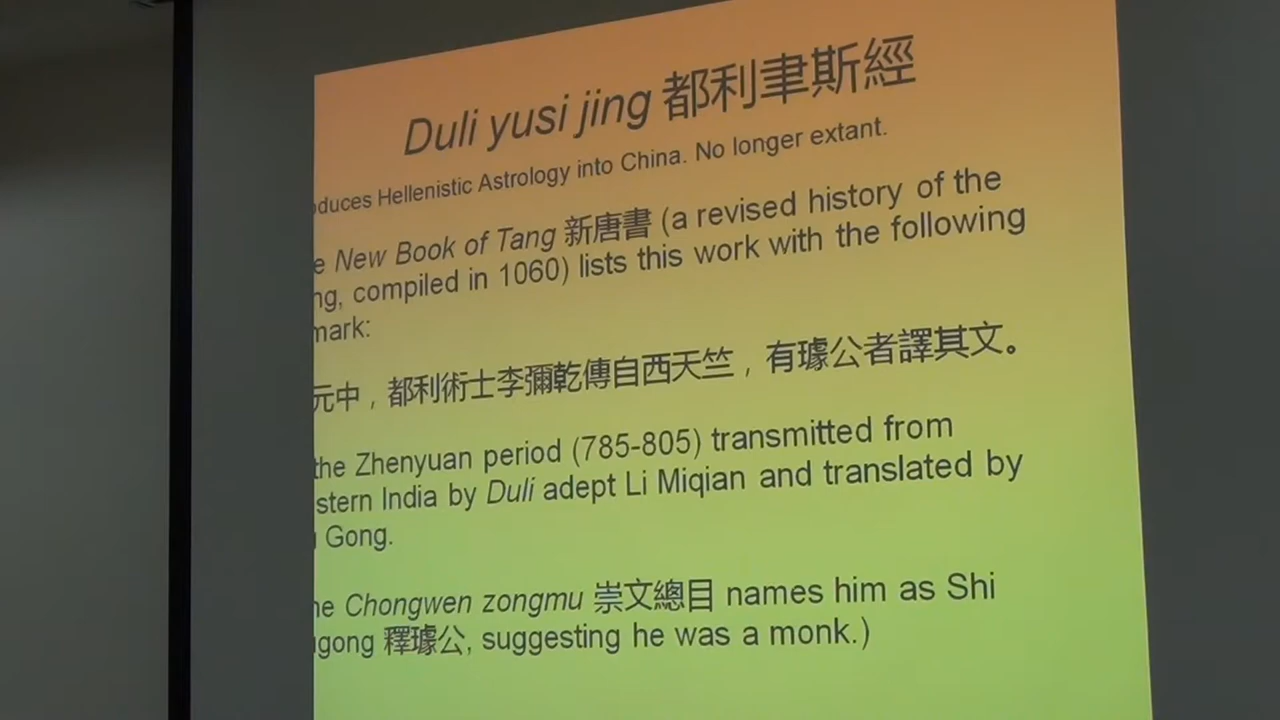 Duli yusi jing 都利聿斯經
duces Hellenistic Astrology into China. No longer extant.
e New Book of Tang 新唐書 (a revised history of the
ng, compiled in 1060) lists this work with the following
mark:
元中，都利術士李彌乾傳自西天竺，有璩公者譯其文。
the Zhenyuan period (785-805) transmitted from
stern India by Duli adept Li Miqian and translated by
Gong.
ne Chongwen zongmu 崇文總目 names him as Shi
gong 釋璩公, suggesting he was a monk.)